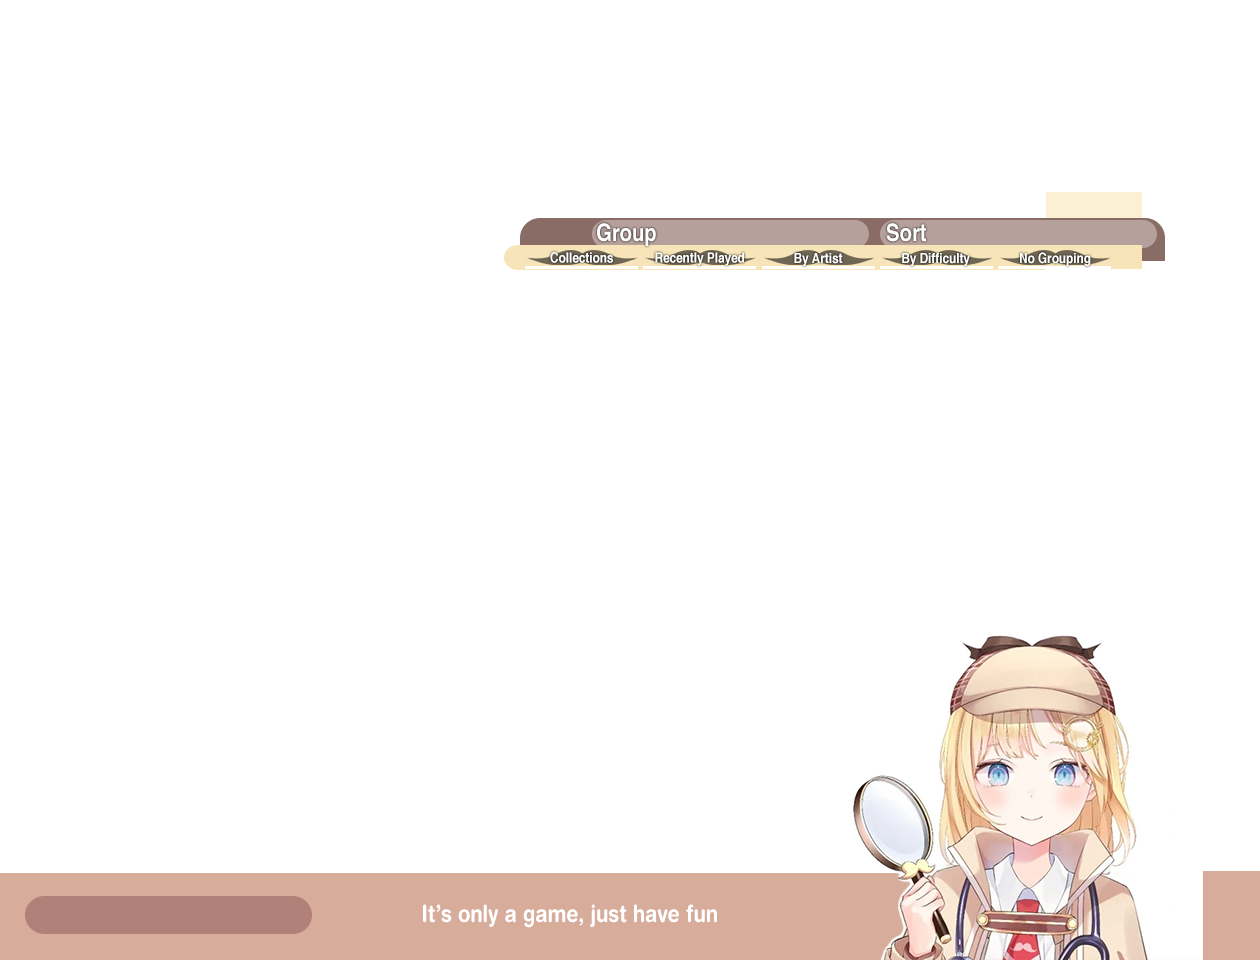 Group
Sort
Collections
Recently Played
By Artist
By Difficulty
No Grouping
It’s only a game, just have fun